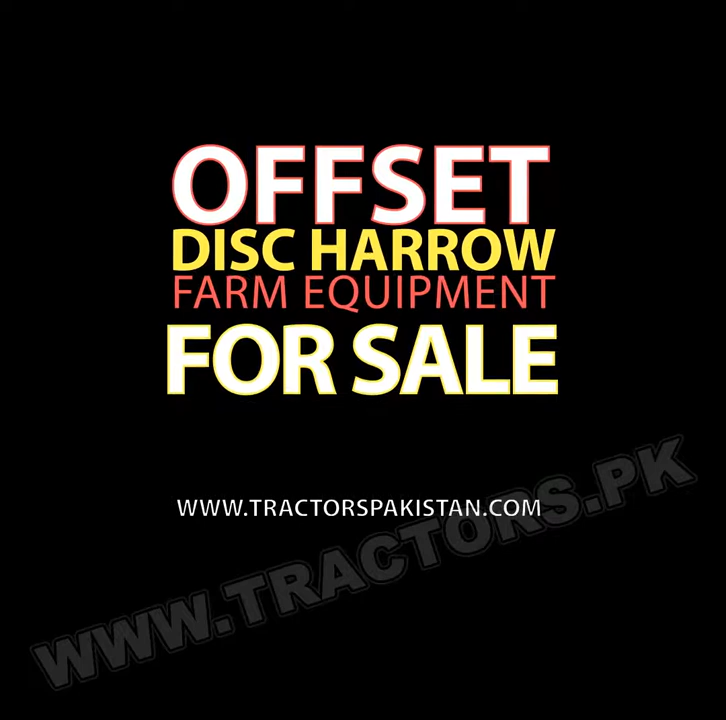 OFFSET
DISC HARROW
FARM EQUIPMENT
FOR SALE
WWW.TRACTORSPAKISTAN.COM
WWW.TRACTORS.PK